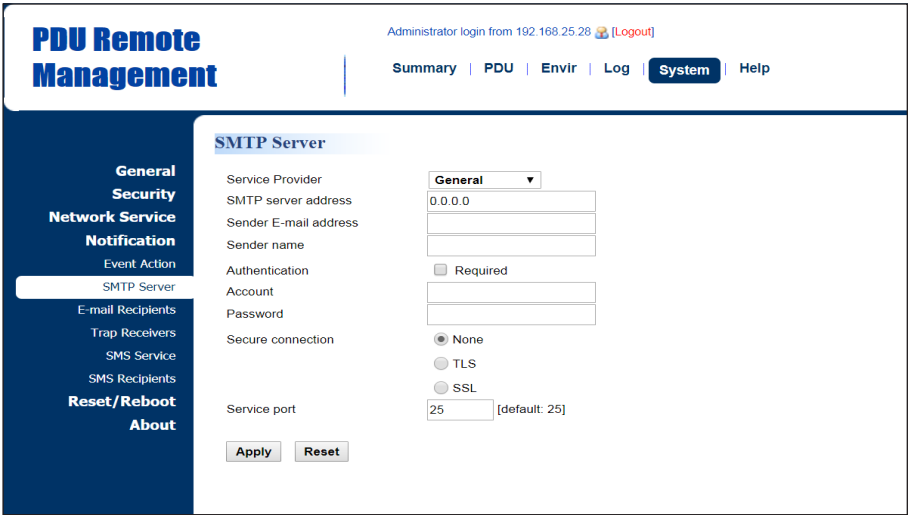 PDU Remote
Management
Administrator login from 192.168.25.28 [Logout]
Summary | PDU | Envir | Log | System | Help
General
Security
Network Service
Notification
Event Action
SMTP Server
E-mail Recipients
Trap Receivers
SMS Service
SMS Recipients
Reset/Reboot
About
SMTP Server
Service Provider General ▼
SMTP server address 0.0.0.0
Sender E-mail address
Sender name
Authentication Required
Account
Password
Secure connection None
TLS
SSL
Service port 25 [default: 25]
Apply Reset